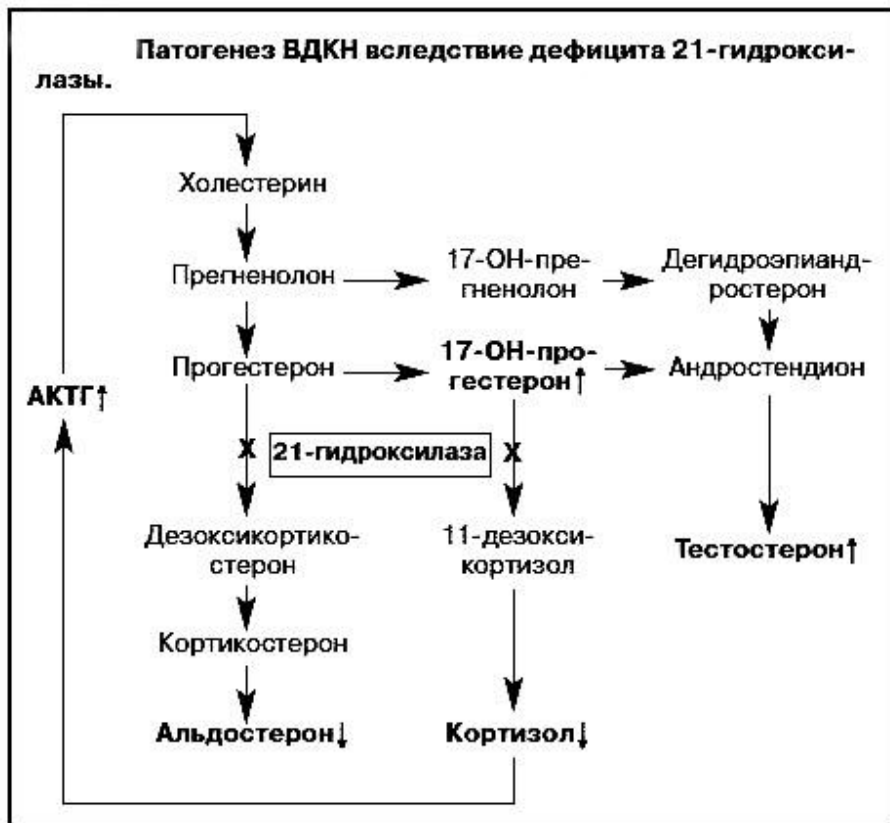 Патогенез ВДКН вследствие дефицита 21-гидрокси-
лазы.
Холестерин
Прегненолон
17-ОН-пре-
гненолон
Дегидроэпианд-
ростерон
Прогестерон
17-ОН-про-
гестерон↑
Андростендион
АКТГ↑
X 21-гидроксилаза X
Дезоксикортико-
стерон
11-дезокси-
кортизол
Тестостерон↑
Кортикостерон
Альдостерон↓
Кортизол↓